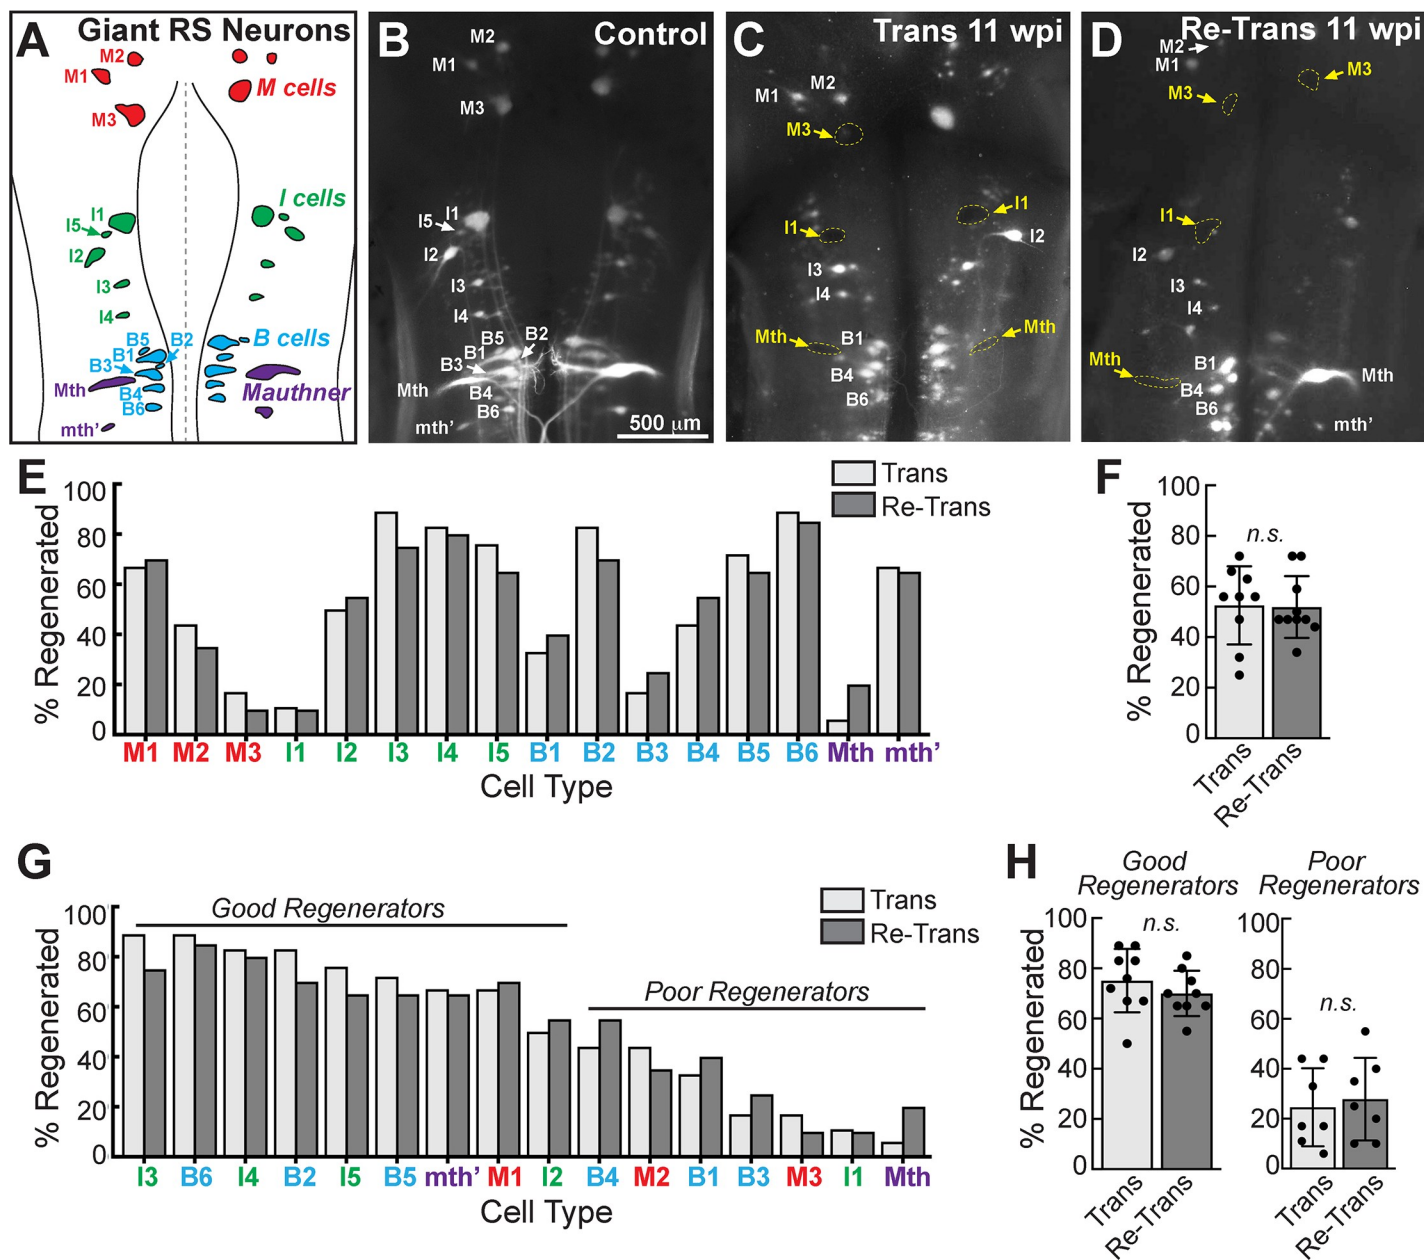 A
Giant RS Neurons
M2
M1
M3
M cells
I cells
I1
I5
I2
I3
I4
B cells
B5
B2
B1
B3
Mth
B4
B6
Mauthner
mth’
B
Control
M2
M1
M3
I1
I5
I2
I3
I4
B5
B2
B1
B3
Mth
B4
B6
mth’
500 µm
C
Trans 11 wpi
M1
M2
M3
I1
I1
I2
I3
I4
Mth
Mth
B1
B4
B6
D
Re-Trans 11 wpi
M2
M1
M3
M3
I1
I2
I3
I4
Mth
B1
B4
B6
Mth
mth’
E
Trans
Re-Trans
% Regenerated
100
80
60
40
20
0
M1 M2 M3 I1 I2 I3 I4 I5 B1 B2 B3 B4 B5 B6 Mth mth’
Cell Type
F
% Regenerated
100
80
60
40
20
0
n.s.
Trans
Re-Trans
G
Trans
Re-Trans
Good Regenerators
Poor Regenerators
% Regenerated
100
80
60
40
20
0
I3 B6 I4 B2 I5 B5 mth’ M1 I2 B4 M2 B1 B3 M3 I1 Mth
Cell Type
H
Good
Regenerators
Poor
Regenerators
% Regenerated
100
80
60
40
20
0
n.s.
Trans
Re-Trans
100
80
60
40
20
0
n.s.
Trans
Re-Trans